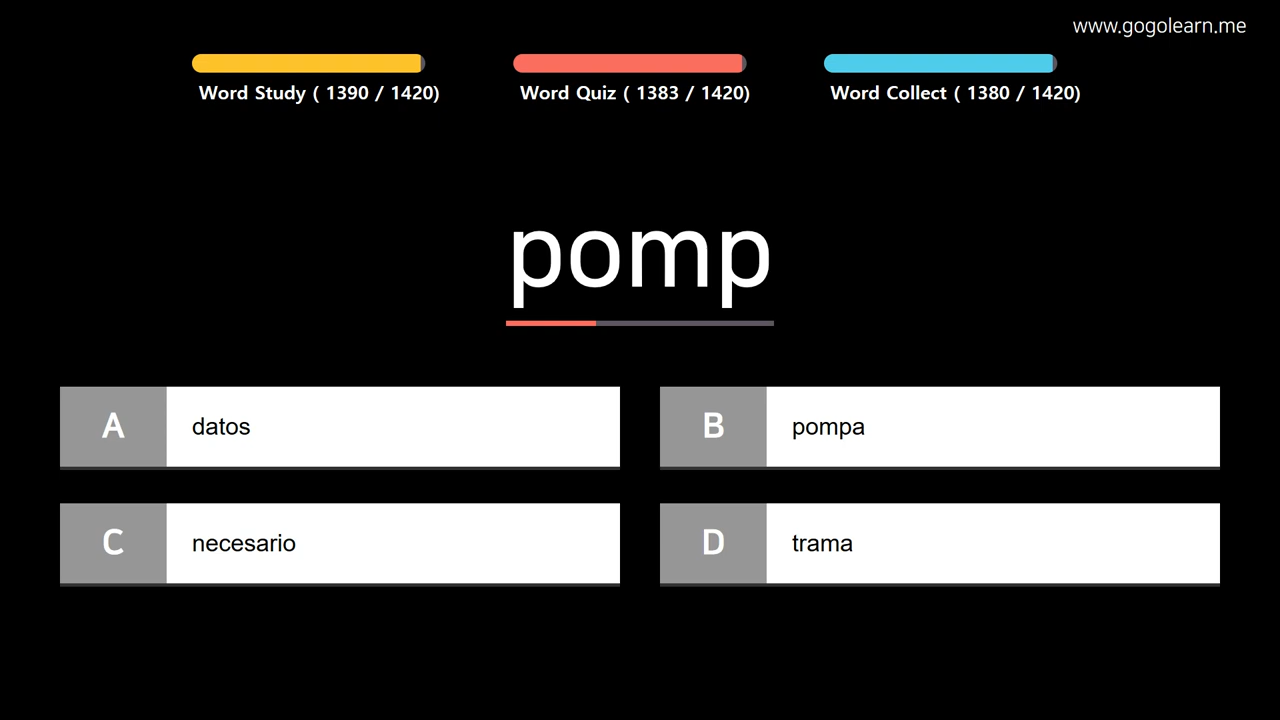 www.gogolearn.me
Word Study ( 1390 / 1420)
Word Quiz ( 1383 / 1420)
Word Collect ( 1380 / 1420)
pomp
A datos
B pompa
C necesario
D trama